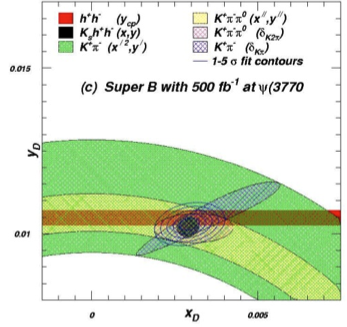 h⁺h⁻ (y_cp)
K_s h⁺h⁻ (x,y)
K⁺π⁻ (x′²,y′)
K⁺π⁻π⁰ (x″,y″)
K⁺π⁻π⁰ (δ_K2π)
K⁺π⁻ (δ_Kπ)
1-5 σ fit contours
(c) Super B with 500 fb⁻¹ at ψ(3770
0.015
y_D
0.01
0
x_D
0.005